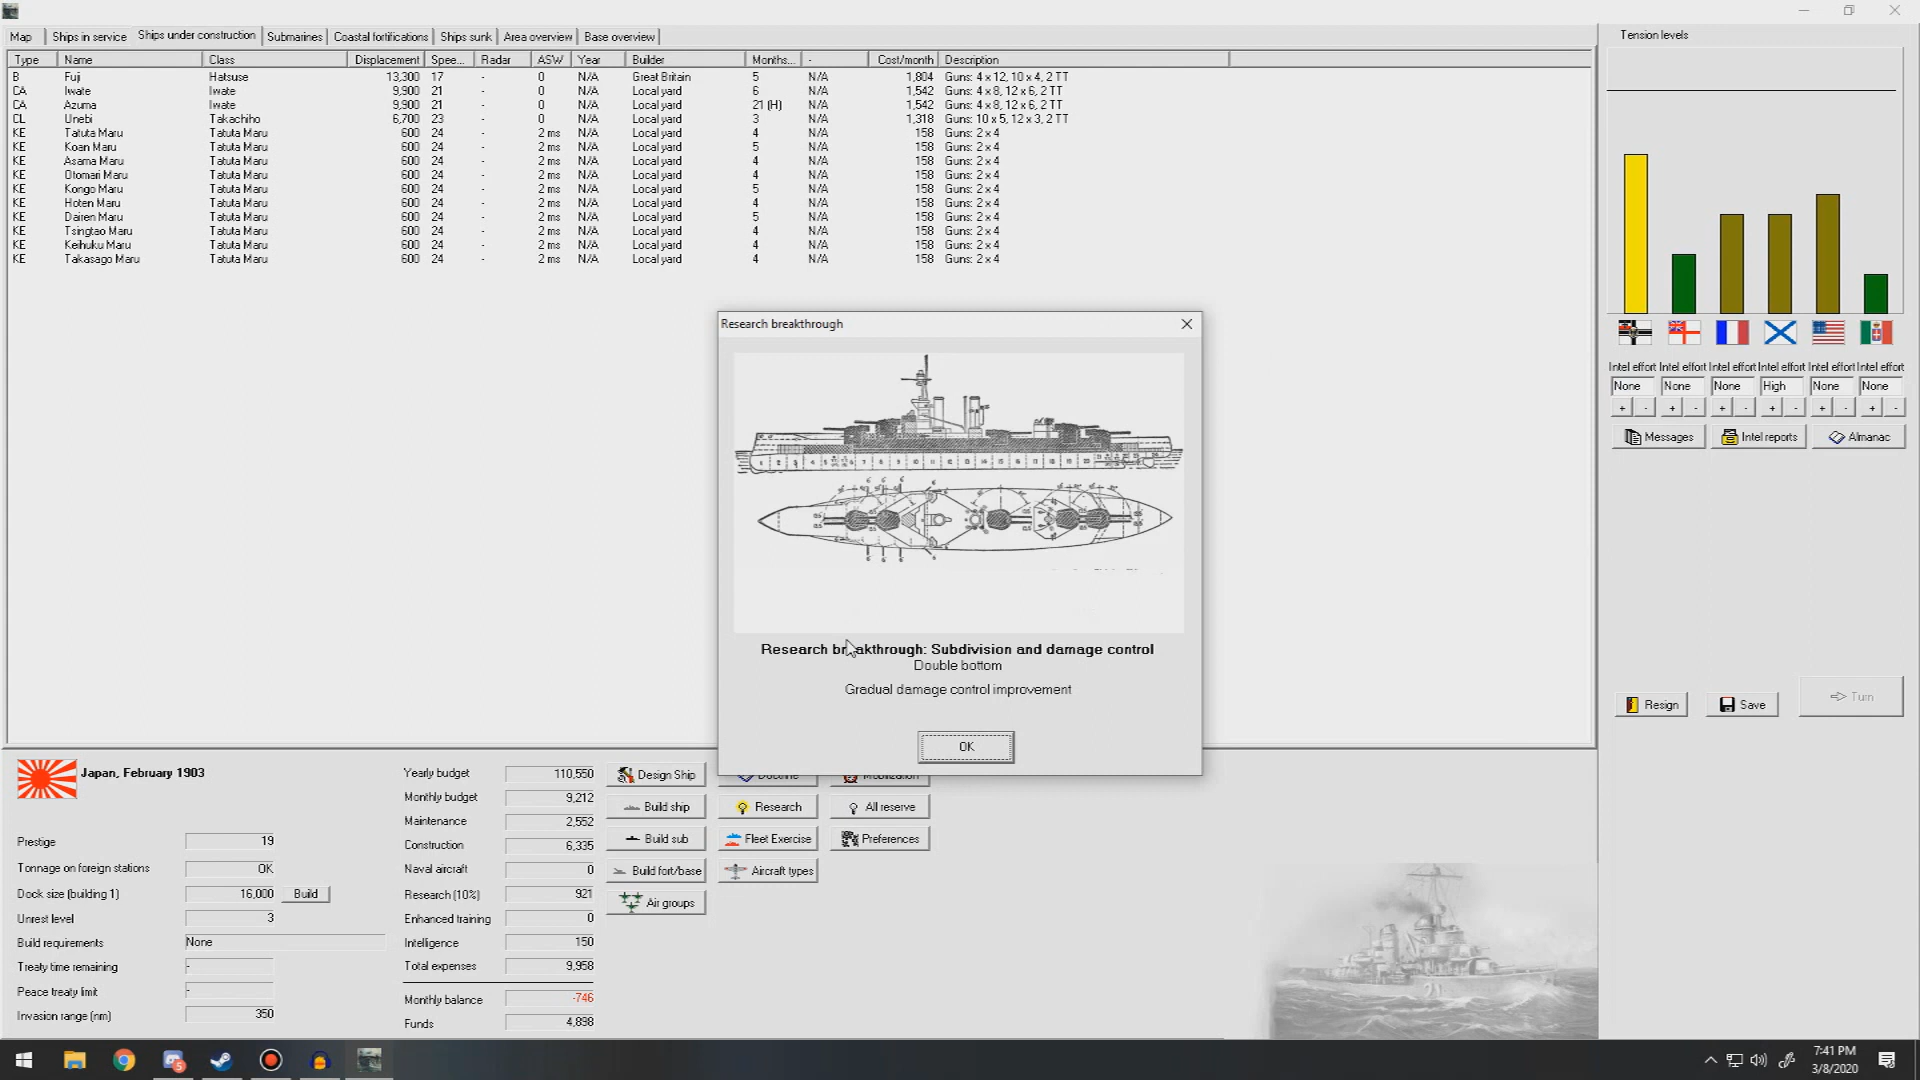 Map Ships in service Ships under construction Submarines Coastal fortifications Ships sunk Area overview Base overview
Type Name Class Displacement Spee... Radar ASW Year Builder Months... - Cost/month Description
B Fuji Hatsuse 13,300 17 - 0 N/A Great Britain 5 N/A 1,804 Guns: 4 x 12, 10 x 4, 2 TT
CA Iwate Iwate 9,900 21 - 0 N/A Local yard 6 N/A 1,542 Guns: 4 x 8, 12 x 6, 2 TT
CA Azuma Iwate 9,900 21 - 0 N/A Local yard 21 (H) N/A 1,542 Guns: 4 x 8, 12 x 6, 2 TT
CL Unebi Takachiho 6,700 23 - 0 N/A Local yard 3 N/A 1,318 Guns: 10 x 5, 12 x 3, 2 TT
KE Tatuta Maru Tatuta Maru 600 24 - 2 ms N/A Local yard 4 N/A 158 Guns: 2 x 4
KE Koan Maru Tatuta Maru 600 24 - 2 ms N/A Local yard 5 N/A 158 Guns: 2 x 4
KE Asama Maru Tatuta Maru 600 24 - 2 ms N/A Local yard 4 N/A 158 Guns: 2 x 4
KE Otomari Maru Tatuta Maru 600 24 - 2 ms N/A Local yard 4 N/A 158 Guns: 2 x 4
KE Kongo Maru Tatuta Maru 600 24 - 2 ms N/A Local yard 5 N/A 158 Guns: 2 x 4
KE Hoten Maru Tatuta Maru 600 24 - 2 ms N/A Local yard 4 N/A 158 Guns: 2 x 4
KE Dairen Maru Tatuta Maru 600 24 - 2 ms N/A Local yard 5 N/A 158 Guns: 2 x 4
KE Tsingtao Maru Tatuta Maru 600 24 - 2 ms N/A Local yard 4 N/A 158 Guns: 2 x 4
KE Keihuku Maru Tatuta Maru 600 24 - 2 ms N/A Local yard 4 N/A 158 Guns: 2 x 4
KE Takasago Maru Tatuta Maru 600 24 - 2 ms N/A Local yard 4 N/A 158 Guns: 2 x 4
Tension levels
Intel effort Intel effort Intel effort Intel effort Intel effort Intel effort
None None None High None None
+ - + - + - + - + - + -
Messages Intel reports Almanac
Resign Save Turn
Research breakthrough
Research breakthrough: Subdivision and damage control
Double bottom
Gradual damage control improvement
OK
Japan, February 1903
Prestige 19
Tonnage on foreign stations OK
Dock size (building 1) 16,000 Build
Unrest level 3
Build requirements None
Treaty time remaining -
Peace treaty limit -
Invasion range (nm) 350
Yearly budget 110,550
Monthly budget 9,212
Maintenance 2,552
Construction 6,335
Naval aircraft 0
Research (10%) 921
Enhanced training 0
Intelligence 150
Total expenses 9,958
Monthly balance -746
Funds 4,898
Design Ship Doctrine Mobilization
Build ship Research All reserve
Build sub Fleet Exercise Preferences
Build fort/base Aircraft types
Air groups
7:41 PM
3/8/2020